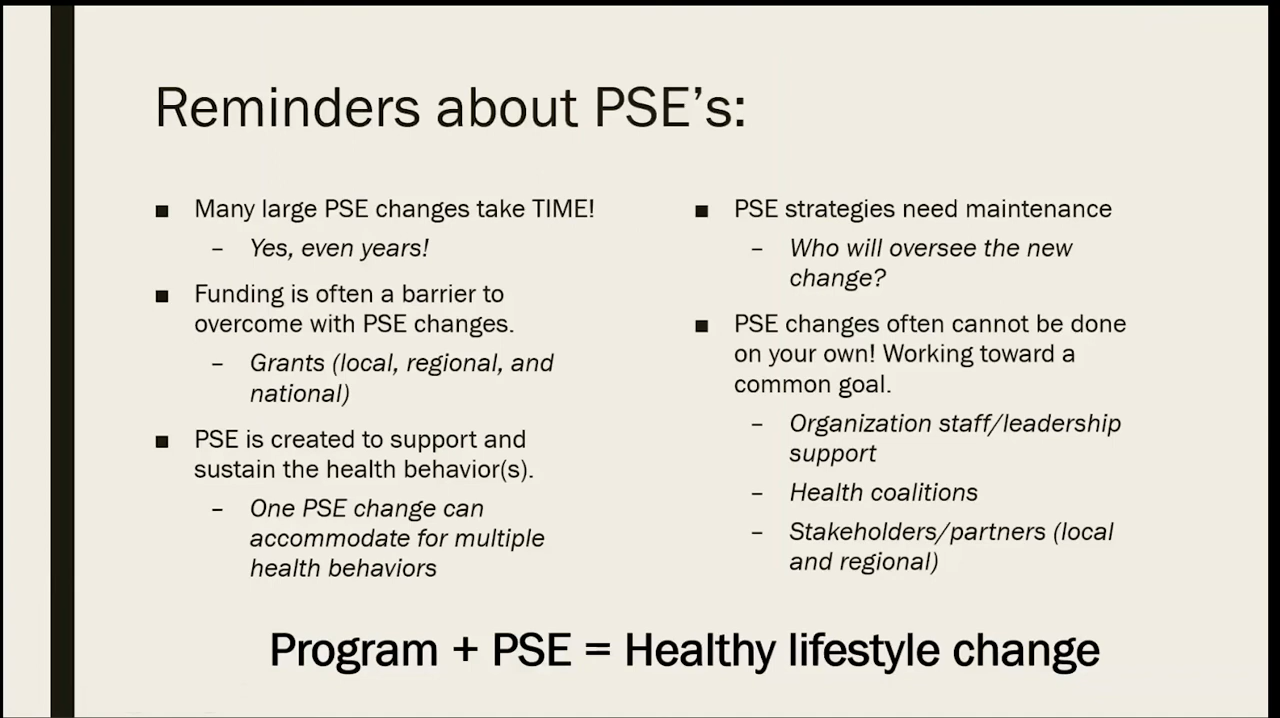 Reminders about PSE's:
■ Many large PSE changes take TIME!
– Yes, even years!
■ Funding is often a barrier to
overcome with PSE changes.
– Grants (local, regional, and
national)
■ PSE is created to support and
sustain the health behavior(s).
– One PSE change can
accommodate for multiple
health behaviors
■ PSE strategies need maintenance
– Who will oversee the new
change?
■ PSE changes often cannot be done
on your own! Working toward a
common goal.
– Organization staff/leadership
support
– Health coalitions
– Stakeholders/partners (local
and regional)
Program + PSE = Healthy lifestyle change